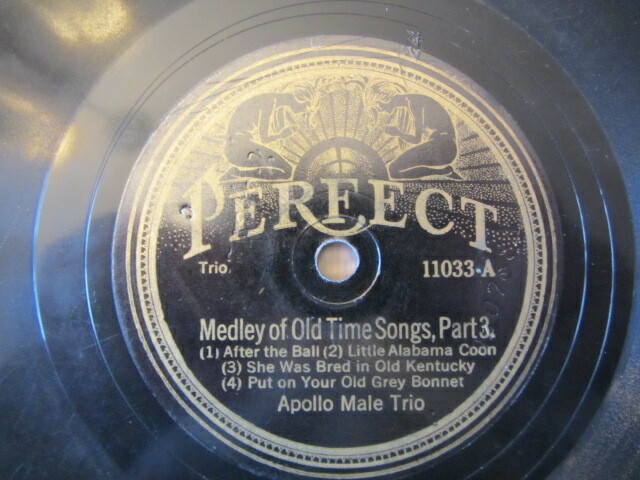 PERFECT
Trio. 11033-A
Medley of Old Time Songs, Part 3.
(1) After the Ball (2) Little Alabama Coon
(3) She Was Bred in Old Kentucky
(4) Put on Your Old Grey Bonnet
Apollo Male Trio